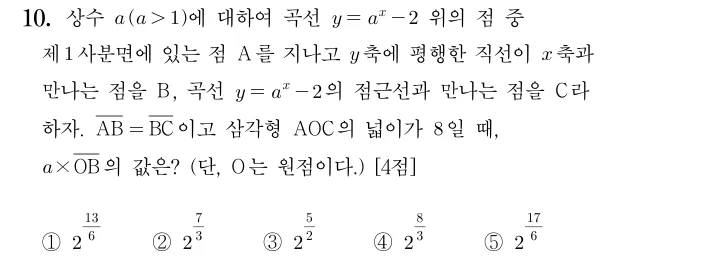 10. 상수 a(a>1)에 대하여 곡선 y=a^x-2 위의 점 중
제1사분면에 있는 점 A를 지나고 y축에 평행한 직선이 x축과
만나는 점을 B, 곡선 y=a^x-2의 점근선과 만나는 점을 C라
하자. \overline{AB}=\overline{BC}이고 삼각형 AOC의 넓이가 8일 때,
a×\overline{OB}의 값은? (단, O는 원점이다.) [4점]
① 2^{13/6} ② 2^{7/3} ③ 2^{5/2} ④ 2^{8/3} ⑤ 2^{17/6}